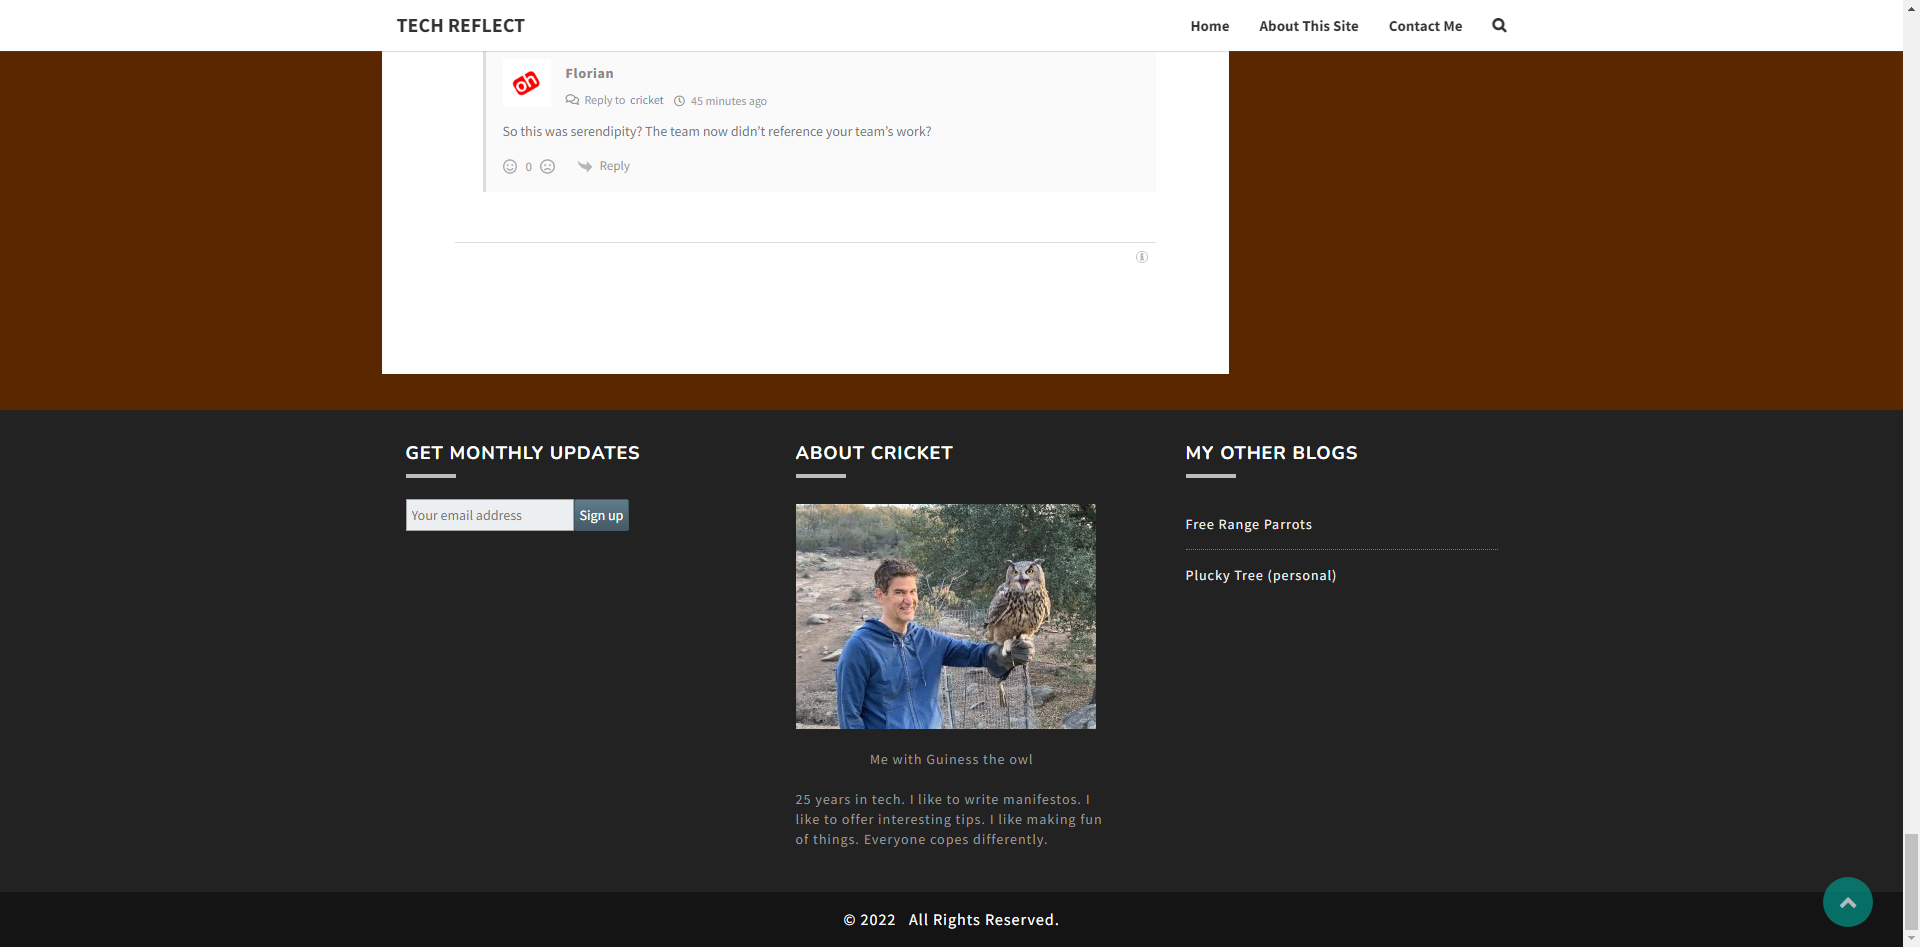 TECH REFLECT
Home About This Site Contact Me
oh
Florian
Reply to cricket 45 minutes ago
So this was serendipity? The team now didn’t reference your team’s work?
0 Reply
GET MONTHLY UPDATES
Your email address Sign up
ABOUT CRICKET
Me with Guiness the owl
25 years in tech. I like to write manifestos. I
like to offer interesting tips. I like making fun
of things. Everyone copes differently.
MY OTHER BLOGS
Free Range Parrots
Plucky Tree (personal)
© 2022 All Rights Reserved.